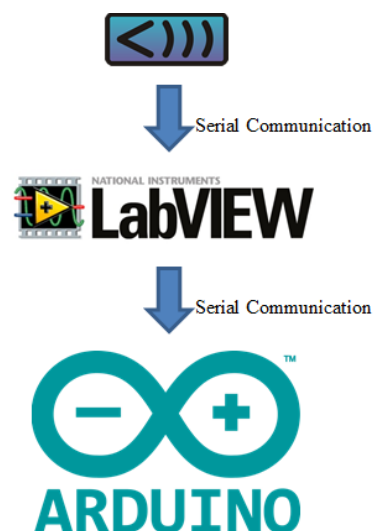 <)))
Serial Communication
NATIONAL INSTRUMENTS
LabVIEW
Serial Communication
TM
ARDUINO